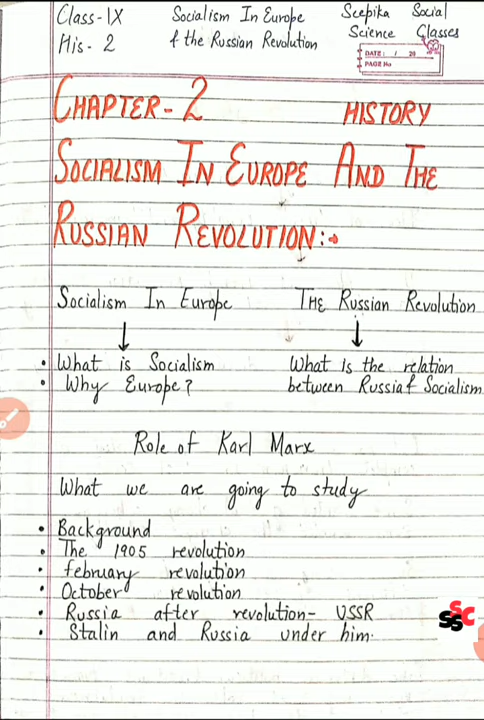 Class-IX Socialism In Europe Scepika Social
His-2 & the Russian Revolution Science Classes
DATE: / 20
PAGE No
CHAPTER-2 HISTORY
SOCIALISM IN EUROPE AND THE
RUSSIAN REVOLUTION:-
Socialism In Europe THE Russian Revolution
• What is Socialism What is the relation
• Why Europe? between Russia & Socialism.
Role of Karl Marx
What we are going to study
• Background
• The 1905 revolution
• February revolution
• October revolution
• Russia after revolution- USSR
• Stalin and Russia under him.
SSSC